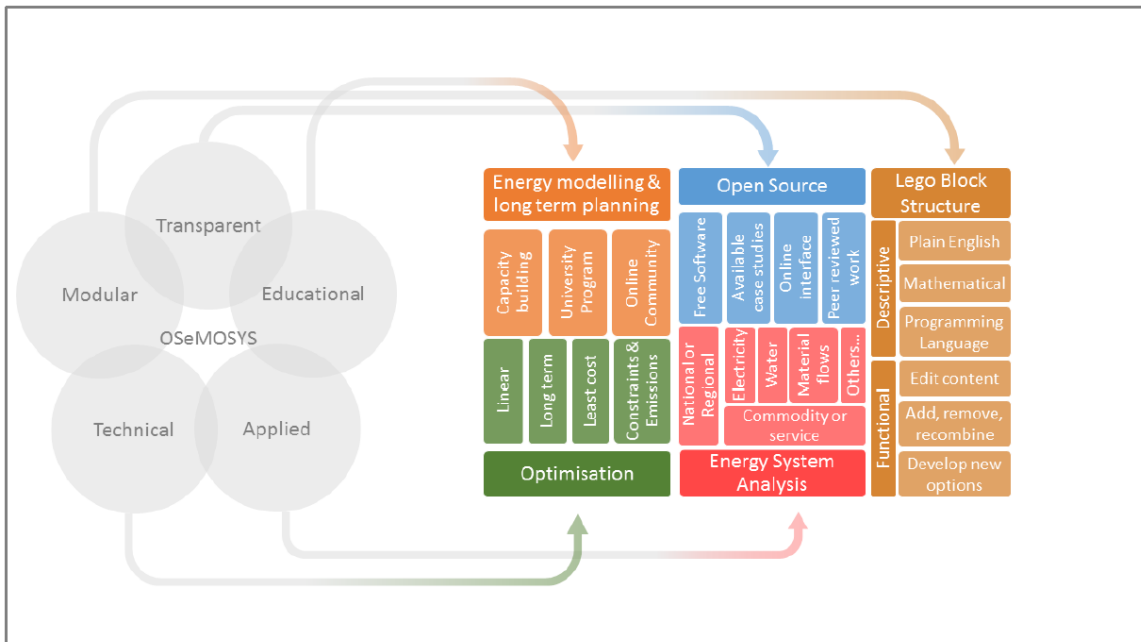 Transparent
Modular
Educational
OSeMOSYS
Technical
Applied
Energy modelling &
long term planning
Capacity
building
University
Program
Online
Community
Linear
Long term
Least cost
Constraints &
Emissions
Optimisation
Open Source
Free Software
Available
case studies
Online
interface
Peer reviewed
work
National or
Regional
Electricity
Water
Material
flows
Others...
Commodity or
service
Energy System
Analysis
Lego Block
Structure
Descriptive
Plain English
Mathematical
Programming
Language
Functional
Edit content
Add, remove,
recombine
Develop new
options